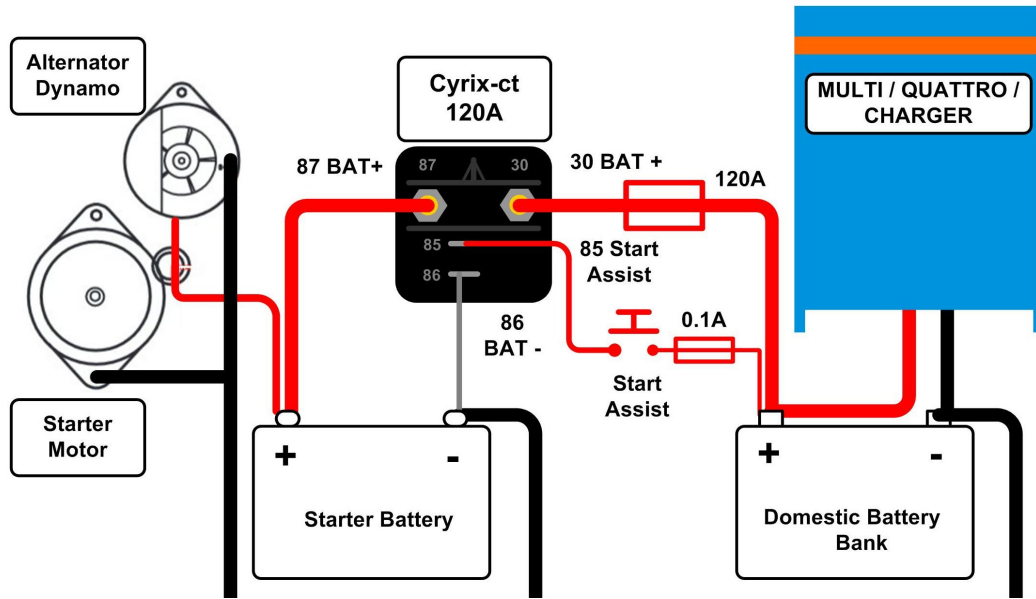 Alternator
Dynamo
Cyrix-ct
120A
MULTI / QUATTRO /
CHARGER
87 BAT+
87
30
30 BAT +
120A
85
86
85 Start
Assist
86
BAT -
0.1A
Start
Assist
Starter
Motor
+
-
Starter Battery
+
-
Domestic Battery
Bank